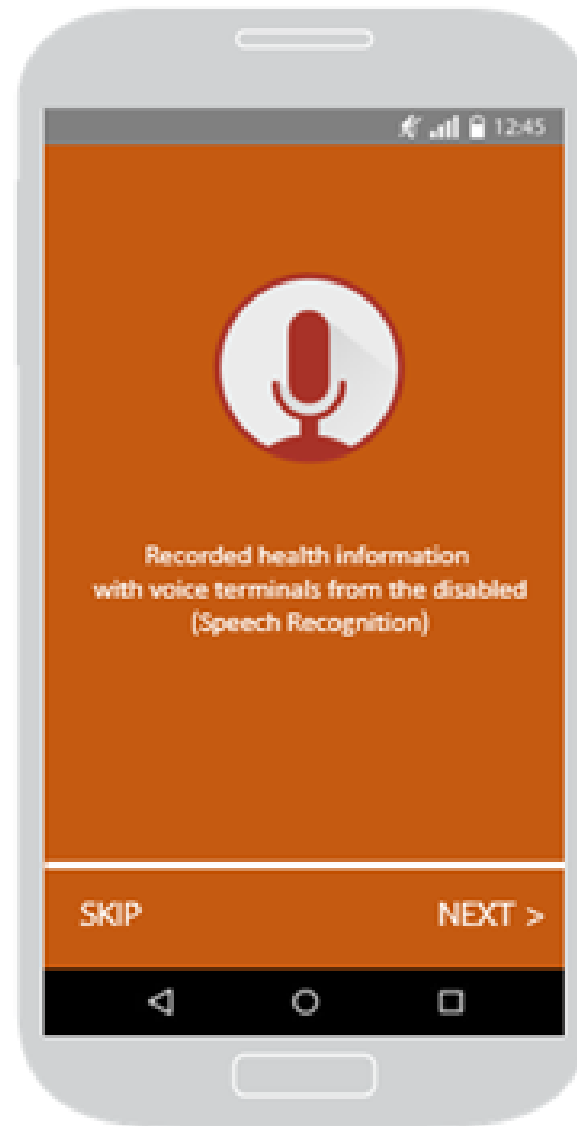 12:45
Recorded health information
with voice terminals from the disabled
(Speech Recognition)
SKIP
NEXT >